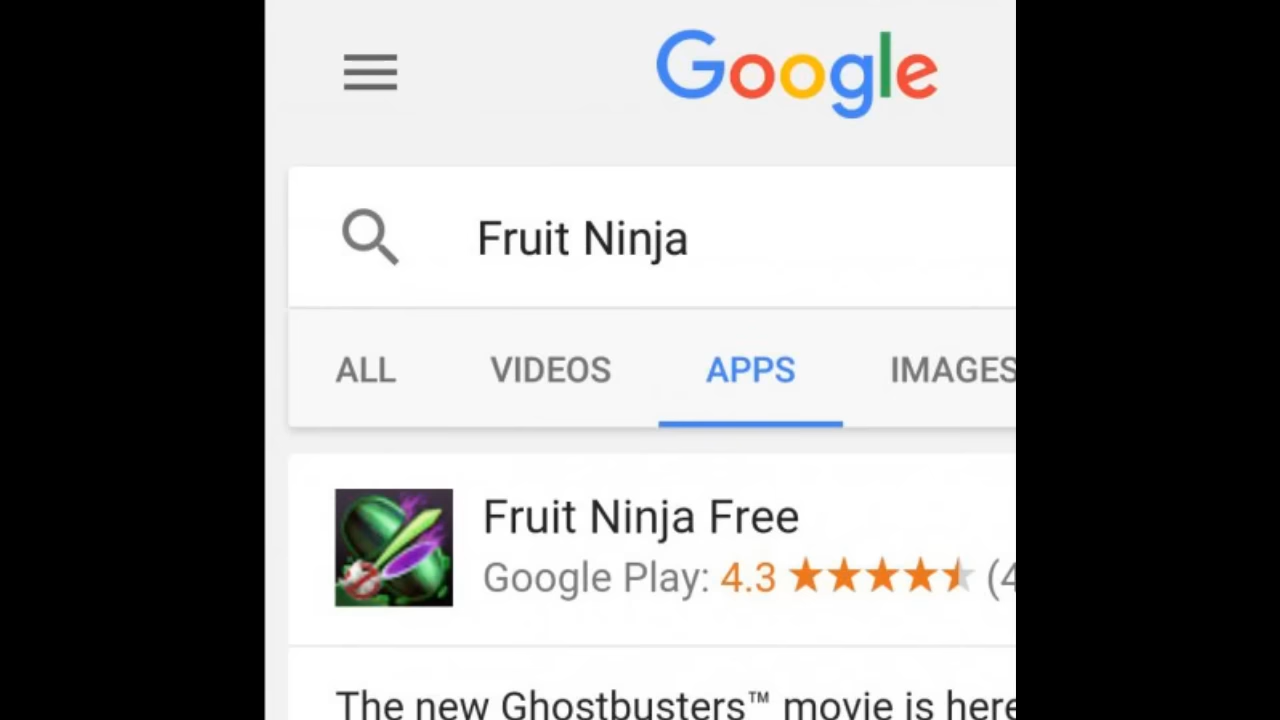 Google
Fruit Ninja
ALL VIDEOS APPS IMAGES
Fruit Ninja Free
Google Play: 4.3 (4
The new Ghostbusters™ movie is here